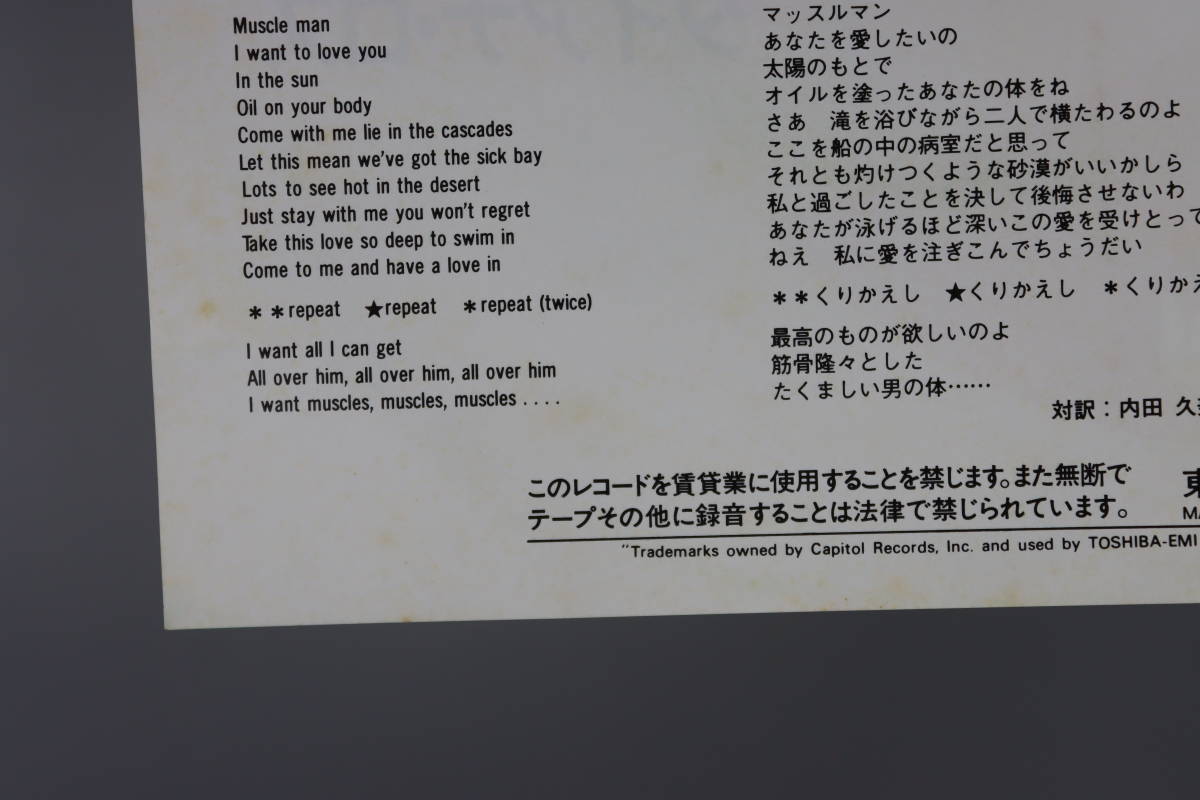 Muscle man
I want to love you
In the sun
Oil on your body
Come with me lie in the cascades
Let this mean we've got the sick bay
Lots to see hot in the desert
Just stay with me you won't regret
Take this love so deep to swim in
Come to me and have a love in
＊＊repeat ★repeat ＊repeat (twice)
I want all I can get
All over him, all over him, all over him
I want muscles, muscles, muscles ....
マッスルマン
あなたを愛したいの
太陽のもとで
オイルを塗ったあなたの体をね
さあ 滝を浴びながら二人で横たわるのよ
ここを船の中の病室だと思って
それとも灼けつくような砂漠がいいかしら
私と過ごしたことを決して後悔させないわ
あなたが泳げるほど深いこの愛を受けとって
ねえ 私に愛を注ぎこんでちょうだい
＊＊くりかえし ★くりかえし ＊くりかえ
最高のものが欲しいのよ
筋骨隆々とした
たくましい男の体……
対訳：内田 久
このレコードを賃貸業に使用することを禁じます。また無断で
テープその他に録音することは法律で禁じられています。
東
MA
"Trademarks owned by Capitol Records, Inc. and used by TOSHIBA-EMI